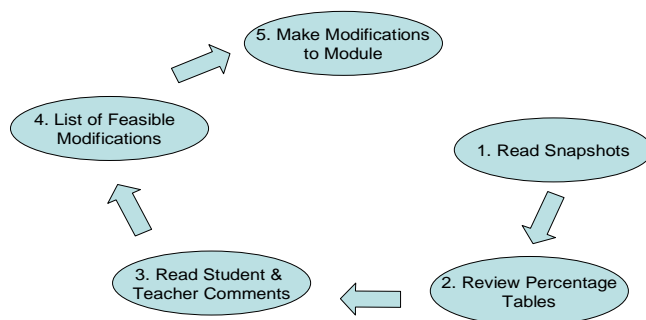 5. Make Modifications
to Module
4. List of Feasible
Modifications
1. Read Snapshots
3. Read Student &
Teacher Comments
2. Review Percentage
Tables